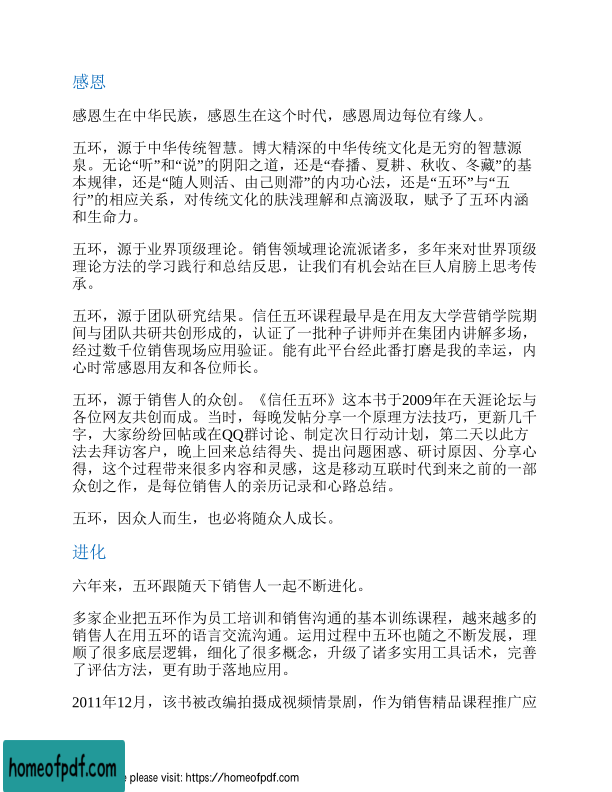 感恩
感恩生在中华民族，感恩生在这个时代，感恩周边每位有缘人。
五环，源于中华传统智慧。博大精深的中华传统文化是无穷的智慧源
泉。无论“听”和“说”的阴阳之道，还是“春播、夏耕、秋收、冬藏”的基
本规律，还是“随人则活、由己则滞”的内功心法，还是“五环”与“五
行”的相应关系，对传统文化的肤浅理解和点滴汲取，赋予了五环内涵
和生命力。
五环，源于业界顶级理论。销售领域理论流派诸多，多年来对世界顶级
理论方法的学习践行和总结反思，让我们有机会站在巨人肩膀上思考传
承。
五环，源于团队研究结果。信任五环课程最早是在用友大学营销学院期
间与团队共研共创形成的，认证了一批种子讲师并在集团内讲解多场，
经过数千位销售现场应用验证。能有此平台经此番打磨是我的幸运，内
心时常感恩用友和各位师长。
五环，源于销售人的众创。《信任五环》这本书于2009年在天涯论坛与
各位网友共创而成。当时，每晚发帖分享一个原理方法技巧，更新几千
字，大家纷纷回帖或在QQ群讨论、制定次日行动计划，第二天以此方
法去拜访客户，晚上回来总结得失、提出问题困惑、研讨原因、分享心
得，这个过程带来很多内容和灵感，这是移动互联时代到来之前的一部
众创之作，是每位销售人的亲历记录和心路总结。
五环，因众人而生，也必将随众人成长。
进化
六年来，五环跟随天下销售人一起不断进化。
多家企业把五环作为员工培训和销售沟通的基本训练课程，越来越多的
销售人在用五环的语言交流沟通。运用过程中五环也随之不断发展，理
顺了很多底层逻辑，细化了很多概念，升级了诸多实用工具话术，完善
了评估方法，更有助于落地应用。
2011年12月，该书被改编拍摄成视频情景剧，作为销售精品课程推广应
homeofpdf.com
e please visit: https://homeofpdf.com